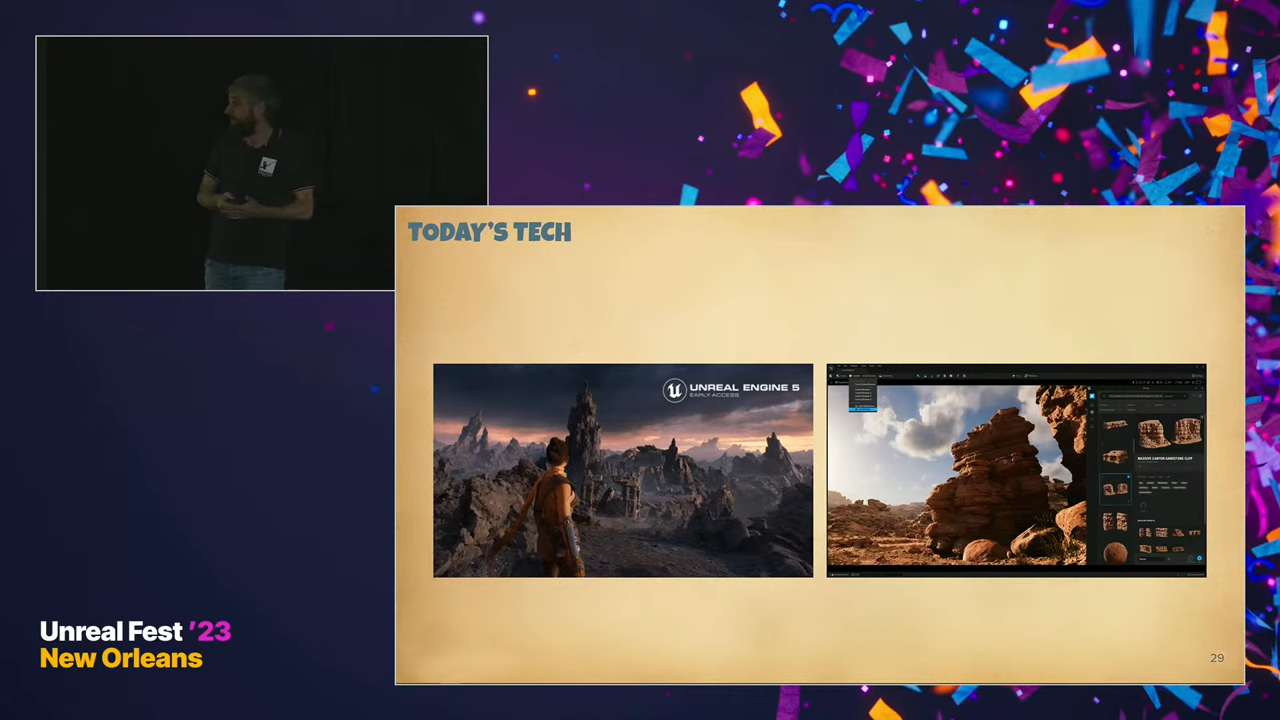 TODAY'S TECH
UNREAL ENGINE 5
EARLY ACCESS
MASSIVE CANYON SANDSTONE CLIFF
Unreal Fest '23
New Orleans
29